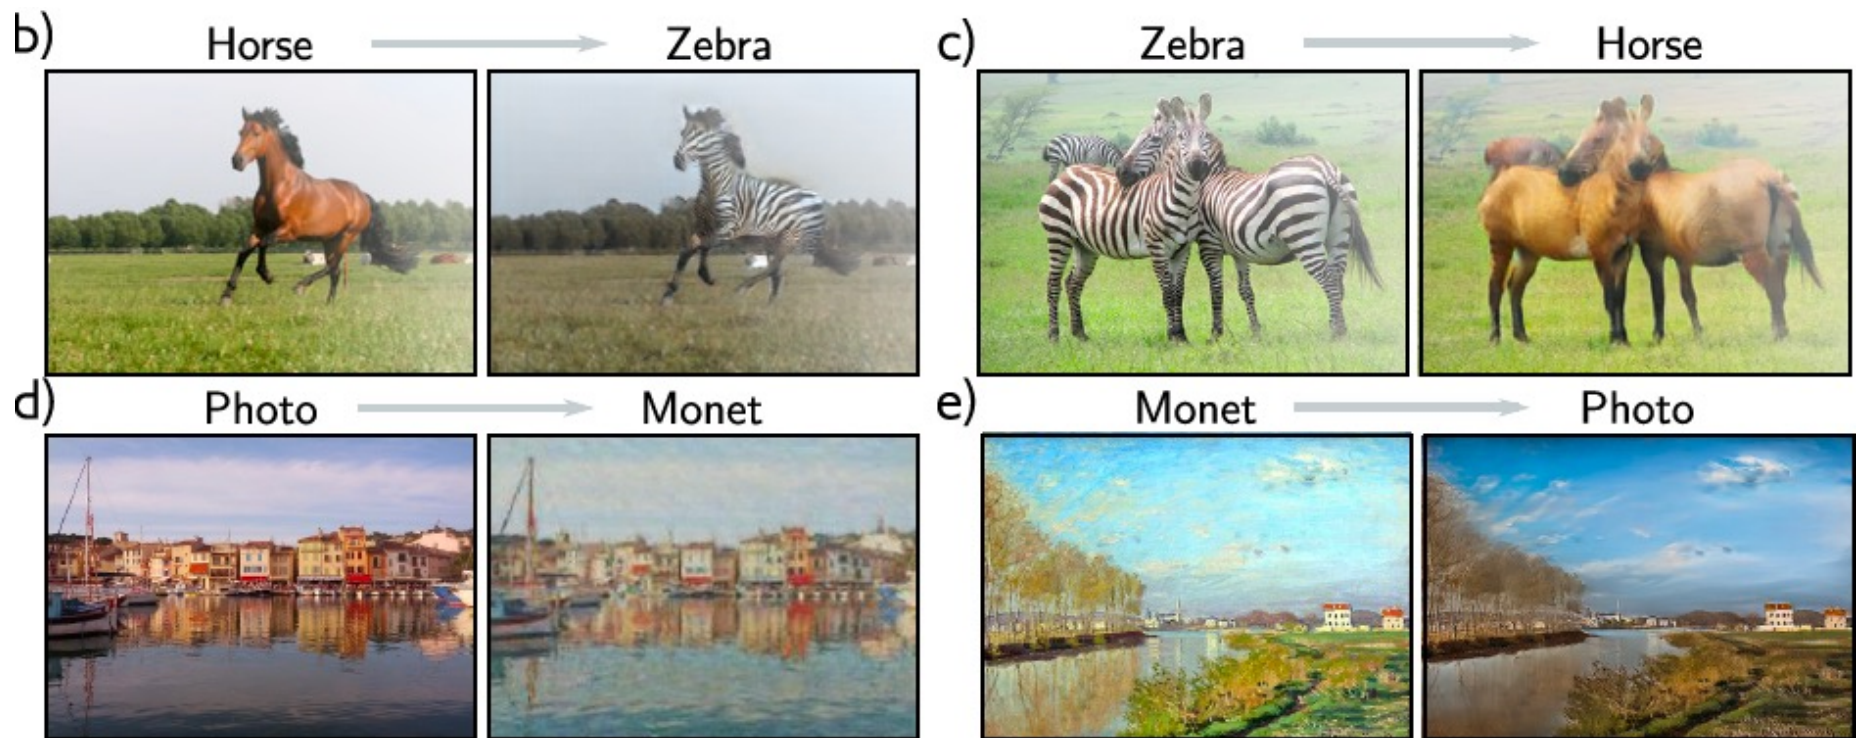 b) Horse Zebra
c) Zebra Horse
d) Photo Monet
e) Monet Photo